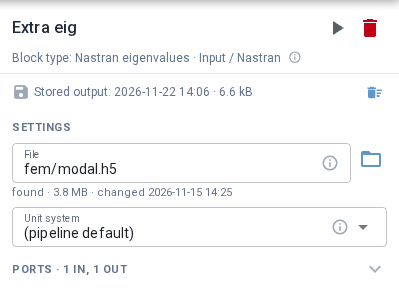 Extra eig
Block type: Nastran eigenvalues · Input / Nastran
Stored output: 2026-11-22 14:06 · 6.6 kB
SETTINGS
File
fem/modal.h5
found · 3.8 MB · changed 2026-11-15 14:25
Unit system
(pipeline default)
PORTS · 1 IN, 1 OUT